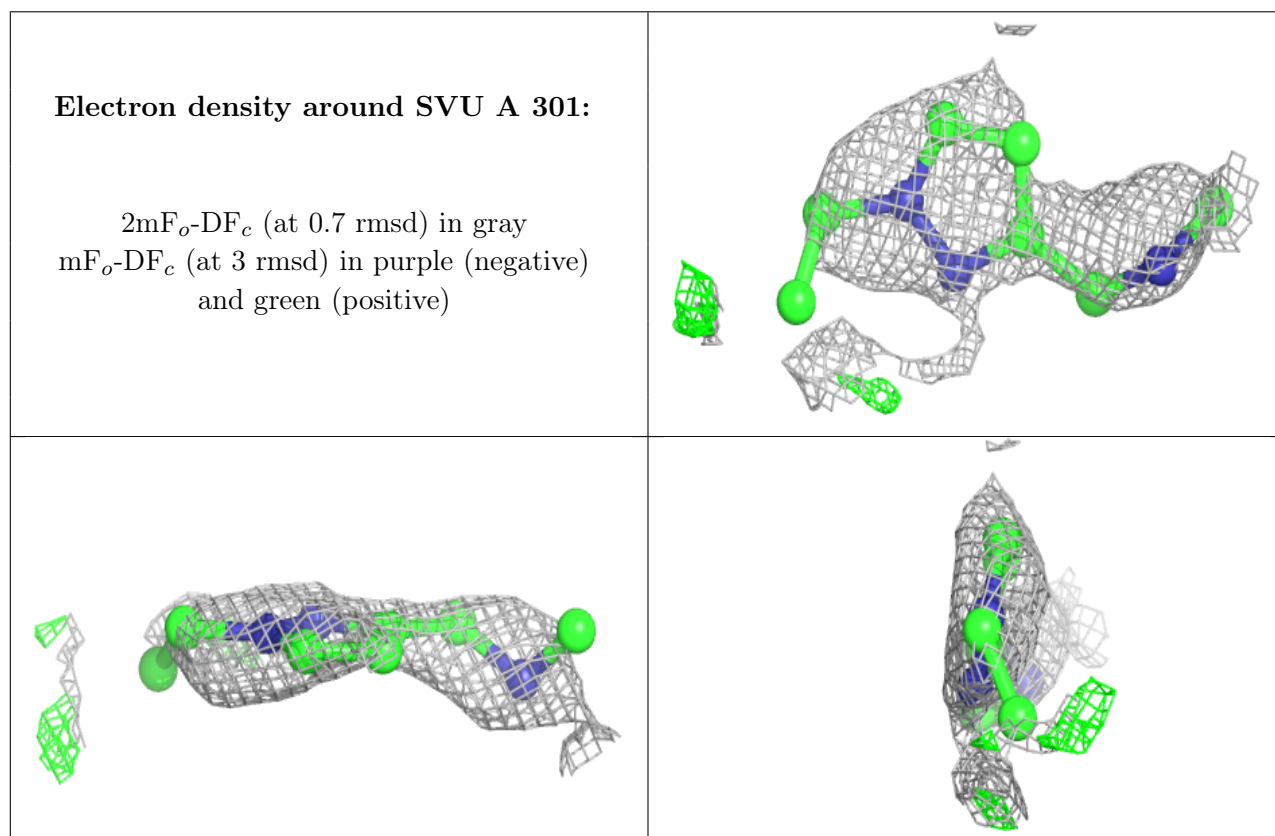 Electron density around SVU A 301:
2mFo-DFc (at 0.7 rmsd) in gray
mFo-DFc (at 3 rmsd) in purple (negative)
and green (positive)